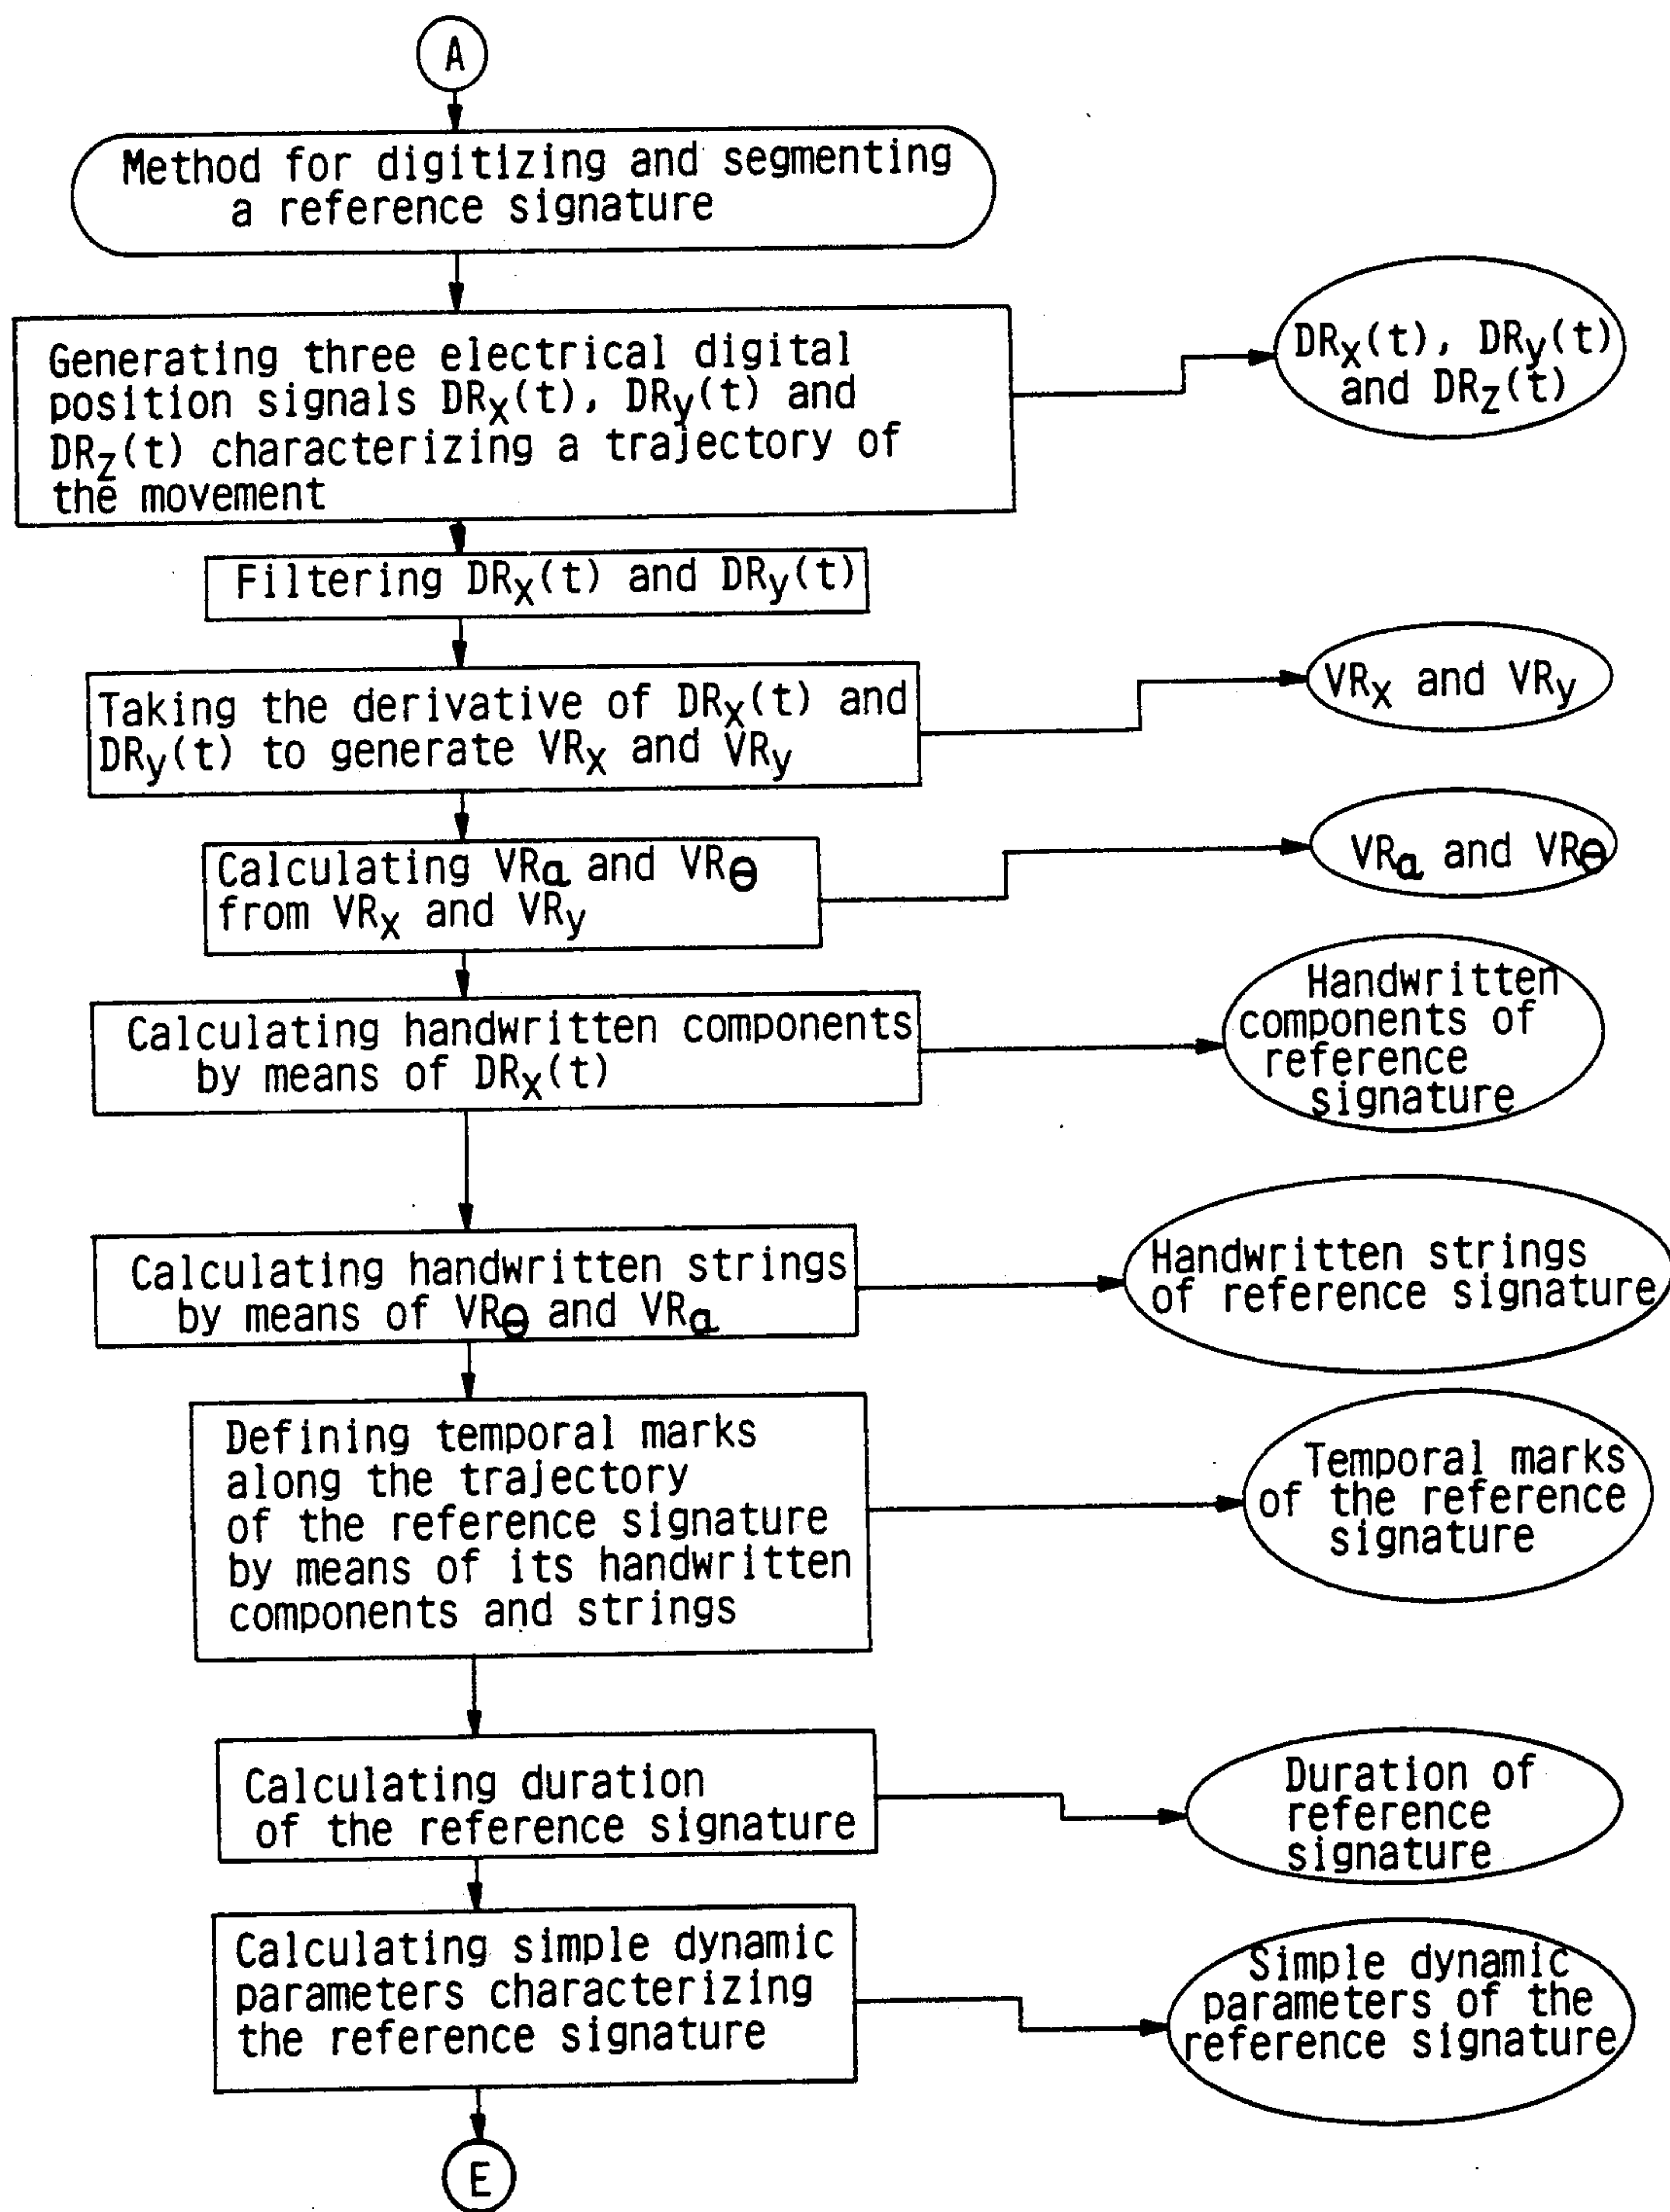 A
Method for digitizing and segmenting
a reference signature
Generating three electrical digital
position signals DRx(t), DRy(t) and
DRz(t) characterizing a trajectory of
the movement
DRx(t), DRy(t)
and DRz(t)
Filtering DRx(t) and DRy(t)
Taking the derivative of DRx(t) and
DRy(t) to generate VRx and VRy
VRx and VRy
Calculating VRa and VRθ
from VRx and VRy
VRa and VRθ
Calculating handwritten components
by means of DRx(t)
Handwritten
components of
reference
signature
Calculating handwritten strings
by means of VRθ and VRa
Handwritten strings
of reference signature
Defining temporal marks
along the trajectory
of the reference signature
by means of its handwritten
components and strings
Temporal marks
of the reference
signature
Calculating duration
of the reference signature
Duration of
reference
signature
Calculating simple dynamic
parameters characterizing
the reference signature
Simple dynamic
parameters of the
reference signature
E